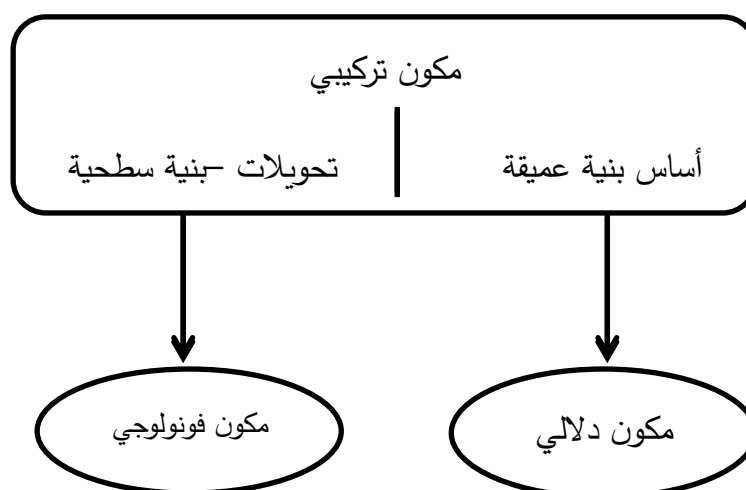 مكون تركيبي
أساس بنية عميقة
تحويلات –بنية سطحية
مكون دلالي
مكون فونولوجي